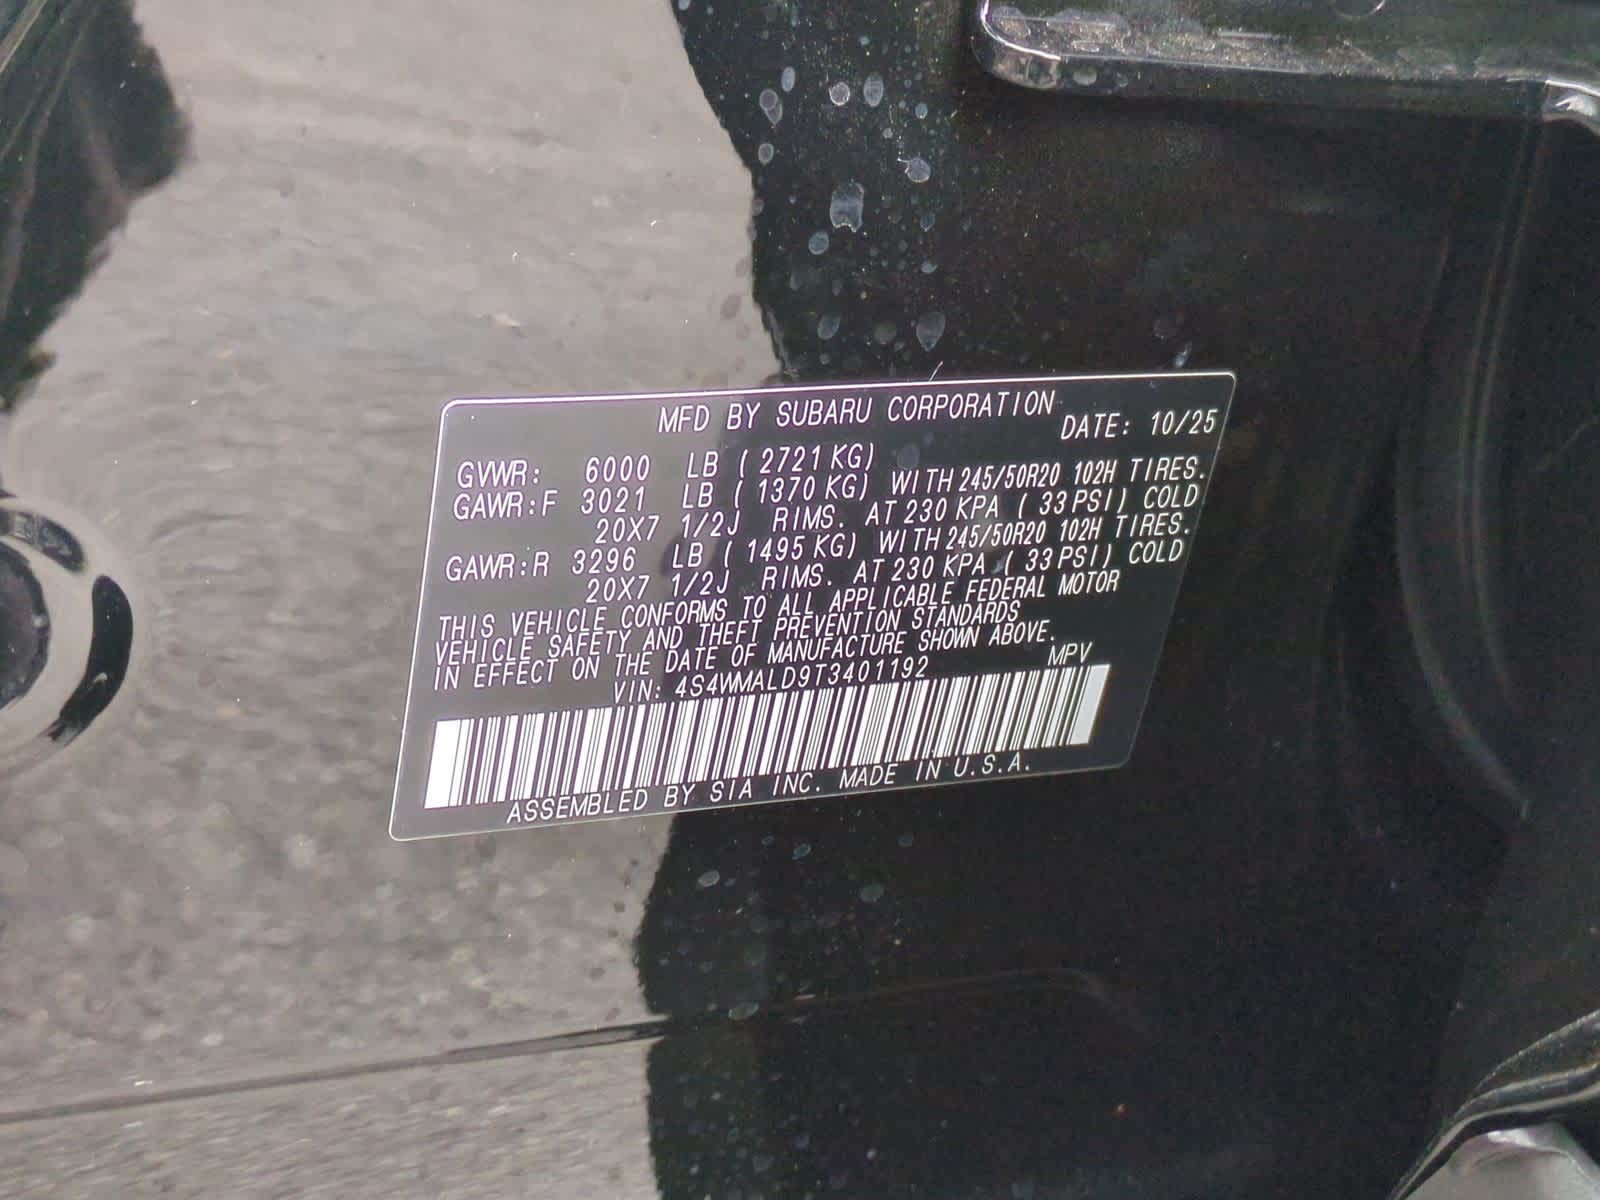 MFD BY SUBARU CORPORATION DATE: 10/25
GVWR: 6000 LB ( 2721 KG)
GAWR:F 3021 LB ( 1370 KG) WITH 245/50R20 102H TIRES.
20X7 1/2J RIMS. AT 230 KPA ( 33 PSI) COLD
GAWR:R 3296 LB ( 1495 KG) WITH 245/50R20 102H TIRES.
20X7 1/2J RIMS. AT 230 KPA ( 33 PSI) COLD
THIS VEHICLE CONFORMS TO ALL APPLICABLE FEDERAL MOTOR
VEHICLE SAFETY AND THEFT PREVENTION STANDARDS
IN EFFECT ON THE DATE OF MANUFACTURE SHOWN ABOVE.
VIN: 4S4WMALD9T3401192 MPV
ASSEMBLED BY SIA INC. MADE IN U.S.A.